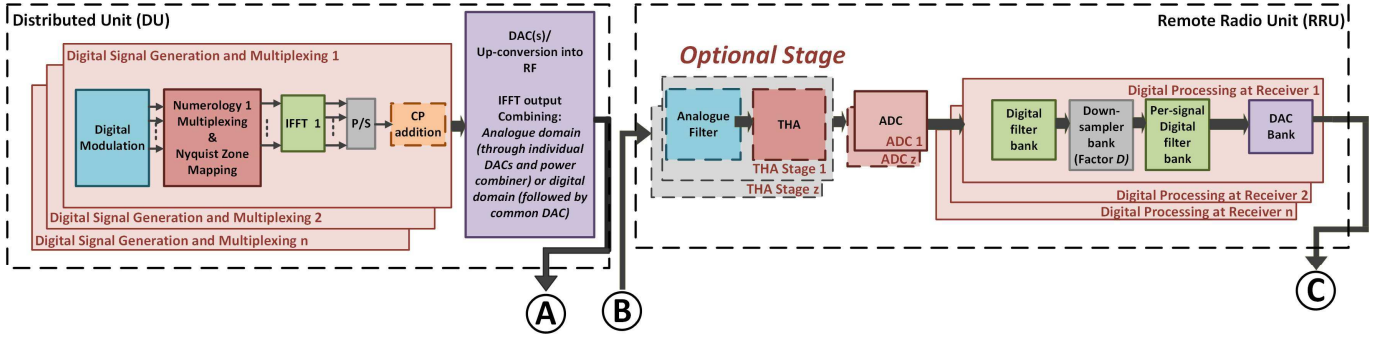 Distributed Unit (DU)
Digital Signal Generation and Multiplexing 1
Digital
Modulation
Numerology 1
Multiplexing
&
Nyquist Zone
Mapping
IFFT 1
P/S
CP
addition
Digital Signal Generation and Multiplexing 2
Digital Signal Generation and Multiplexing n
DAC(s)/
Up-conversion into
RF
IFFT output
Combining:
Analogue domain
(through individual
DACs and power
combiner) or digital
domain (followed by
common DAC)
A
B
Remote Radio Unit (RRU)
Optional Stage
Analogue
Filter
THA
THA Stage 1
THA Stage z
ADC
ADC 1
ADC z
Digital Processing at Receiver 1
Digital
filter
bank
Down-
sampler
bank
(Factor D)
Per-signal
Digital
filter
bank
DAC
Bank
Digital Processing at Receiver 2
Digital Processing at Receiver n
C